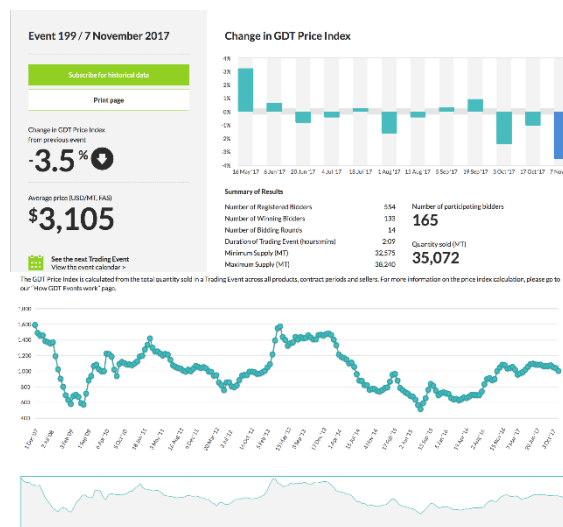 Event 199 / 7 November 2017
Subscribe for historical data
Print page
Change in GDT Price Index
from previous event
-3.5%
Average price (USD/MT, FAS)
$3,105
See the next Trading Event
View the event calendar >
Change in GDT Price Index
4%
3%
2%
1%
0%
-1%
-2%
-3%
-4%
16 May'17 6 Jun'17 20 Jun'17 4 Jul'17 18 Jul'17 1 Aug'17 15 Aug'17 5 Sep'17 19 Sep'17 3 Oct'17 17 Oct'17 7 Nov
Summary of Results
Number of Registered Bidders 554
Number of Winning Bidders 133
Number of Bidding Rounds 14
Duration of Trading Event (hours:mins) 2:09
Minimum Supply (MT) 32,575
Maximum Supply (MT) 38,240
Number of participating bidders
165
Quantity sold (MT)
35,072
The GDT Price Index is calculated from the total quantity sold in a Trading Event across all products, contract periods and sellers. For more information on the price index calculation, please go to
our "How GDT Events work" page.
1,800
1,600
1,400
1,200
1,000
800
600
400